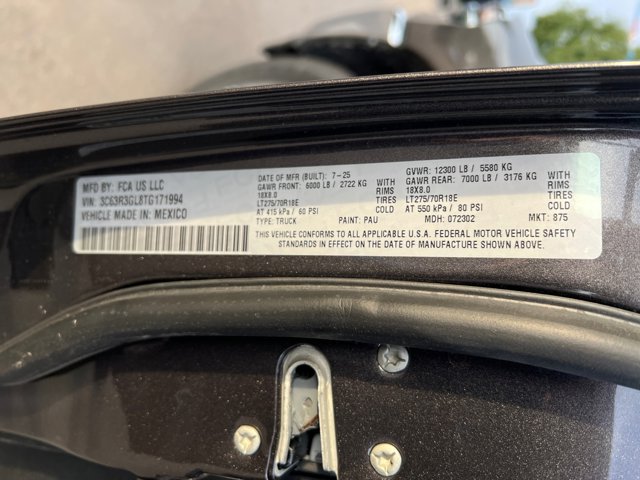 MFD BY: FCA US LLC
VIN: 3C63R3GL8TG171994
VEHICLE MADE IN: MEXICO
DATE OF MFR (BUILT): 7-25
GAWR FRONT: 6000 LB / 2722 KG WITH
18X8.0 RIMS
LT275/70R18E TIRES
AT 415 kPa / 60 PSI COLD
TYPE: TRUCK PAINT: PAU MDH: 072302 MKT: 875
GVWR: 12300 LB / 5580 KG
GAWR REAR: 7000 LB / 3176 KG WITH
18X8.0 RIMS
LT275/70R18E TIRES
AT 550 kPa / 80 PSI COLD
THIS VEHICLE CONFORMS TO ALL APPLICABLE U.S.A. FEDERAL MOTOR VEHICLE SAFETY
STANDARDS IN EFFECT ON THE DATE OF MANUFACTURE SHOWN ABOVE.